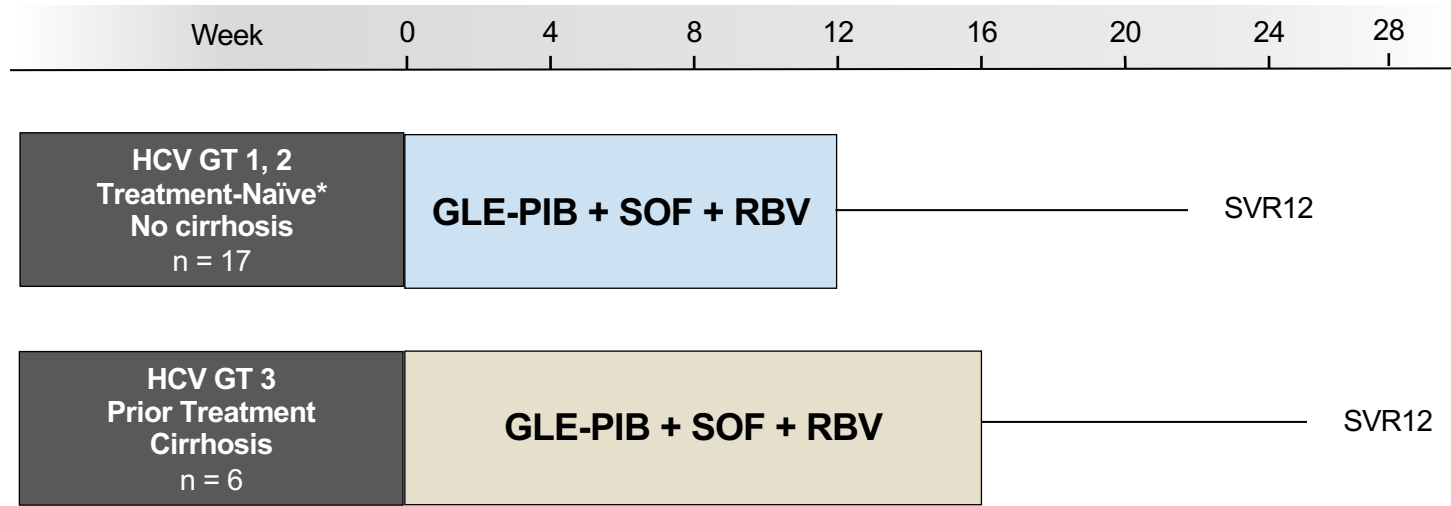 Week 0 4 8 12 16 20 24 28
HCV GT 1, 2
Treatment-Naïve*
No cirrhosis
n = 17
GLE-PIB + SOF + RBV
SVR12
HCV GT 3
Prior Treatment
Cirrhosis
n = 6
GLE-PIB + SOF + RBV
SVR12